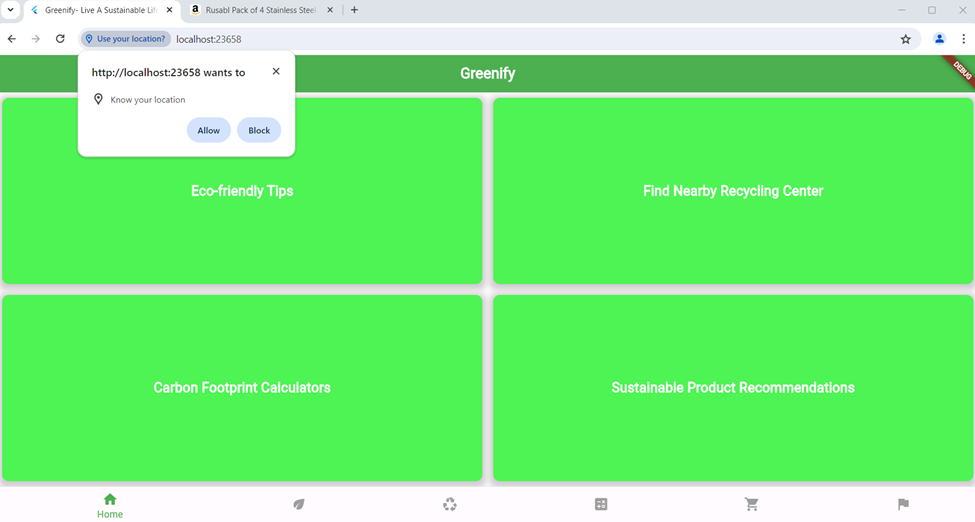 Greenify- Live A Sustainable Life
Rusabl Pack of 4 Stainless Steel
Use your location?
localhost:23658
http://localhost:23658 wants to
Know your location
Allow
Block
Greenify
DEBUG
Eco-friendly Tips
Find Nearby Recycling Center
Carbon Footprint Calculators
Sustainable Product Recommendations
Home